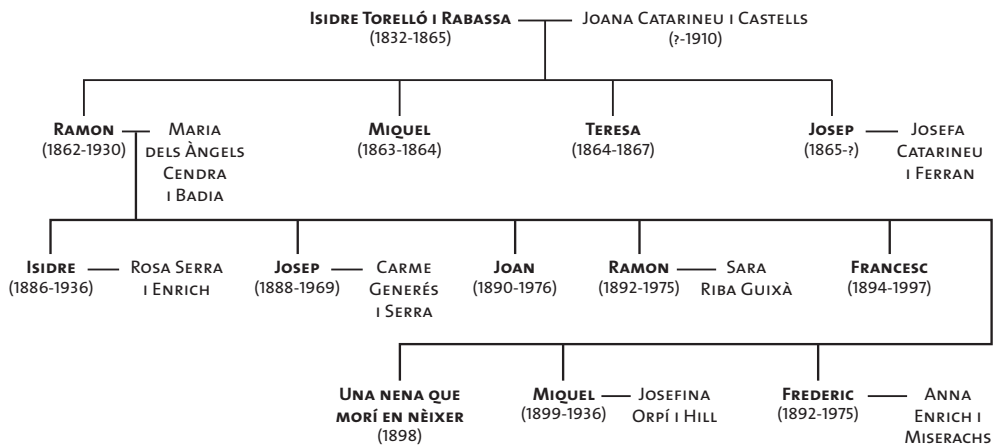 Isidre Torelló i Rabassa
(1832-1865)
Joana Catarineu i Castells
(?-1910)
Ramon
(1862-1930)
Maria
dels Àngels
Cendra
i Badia
Miquel
(1863-1864)
Teresa
(1864-1867)
Josep
(1865-?)
Josefa
Catarineu
i Ferran
Isidre
(1886-1936)
Rosa Serra
i Enrich
Josep
(1888-1969)
Carme
Generés
i Serra
Joan
(1890-1976)
Ramon
(1892-1975)
Sara
Riba Guixà
Francesc
(1894-1997)
Una nena que
morí en nèixer
(1898)
Miquel
(1899-1936)
Josefina
Orpí i Hill
Frederic
(1892-1975)
Anna
Enrich i
Miserachs